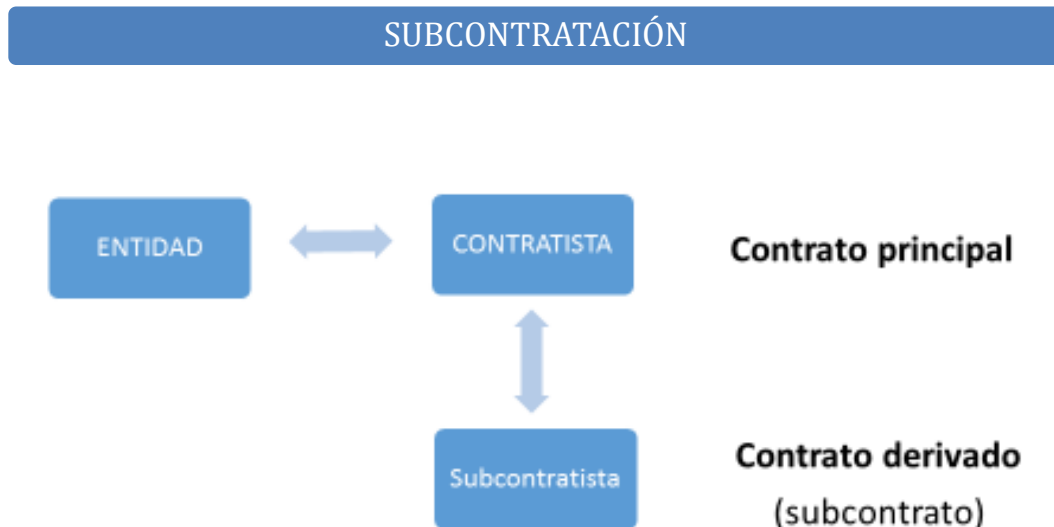 SUBCONTRATACIÓN
ENTIDAD
CONTRATISTA
Contrato principal
Subcontratista
Contrato derivado
(subcontrato)